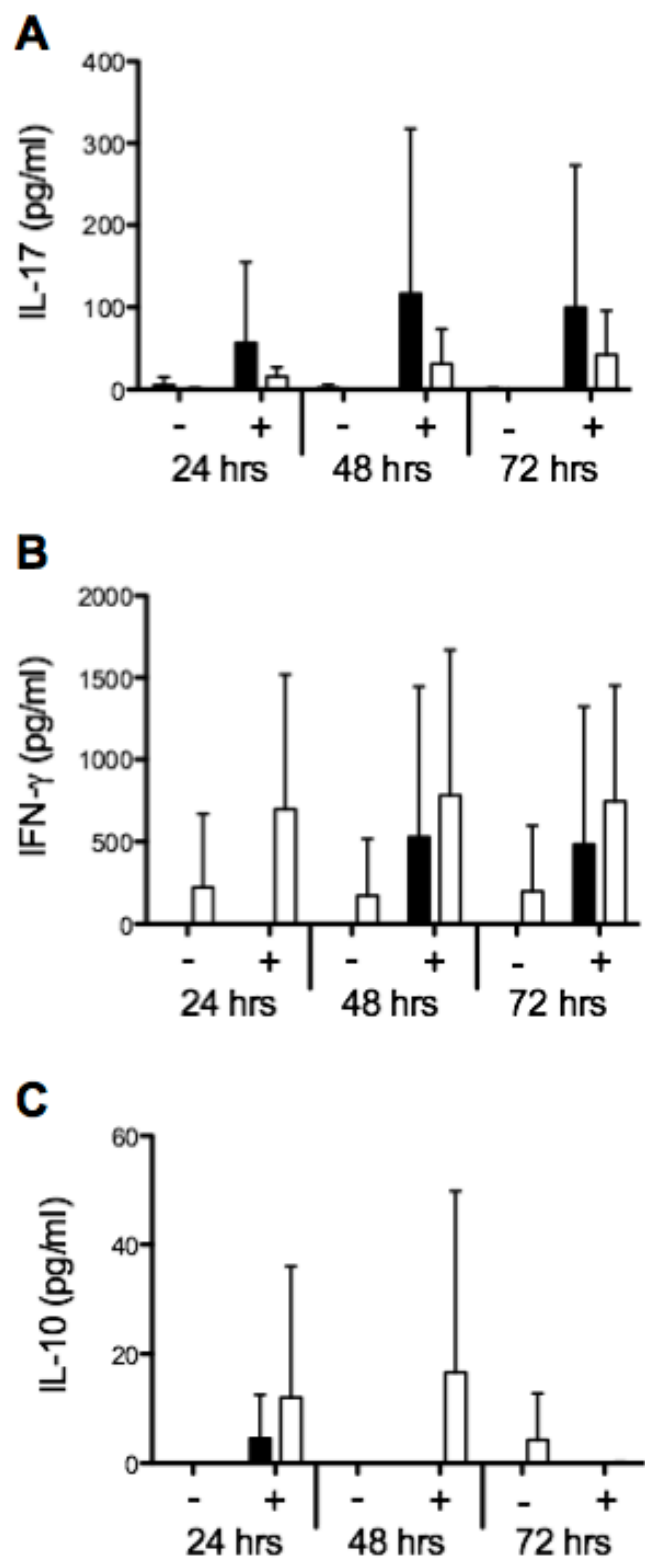 A
IL-17 (pg/ml)
400
300
200
100
0
- + - + - +
24 hrs 48 hrs 72 hrs
B
IFN-γ (pg/ml)
2000
1500
1000
500
0
- + - + - +
24 hrs 48 hrs 72 hrs
C
IL-10 (pg/ml)
60
40
20
0
- + - + - +
24 hrs 48 hrs 72 hrs